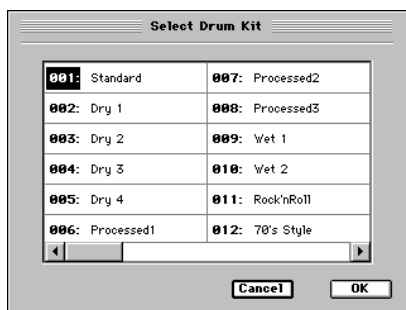 Select Drum Kit
001: Standard
002: Dry 1
003: Dry 2
004: Dry 3
005: Dry 4
006: Processed1
007: Processed2
008: Processed3
009: Wet 1
010: Wet 2
011: Rock'nRoll
012: 70's Style
Cancel
OK